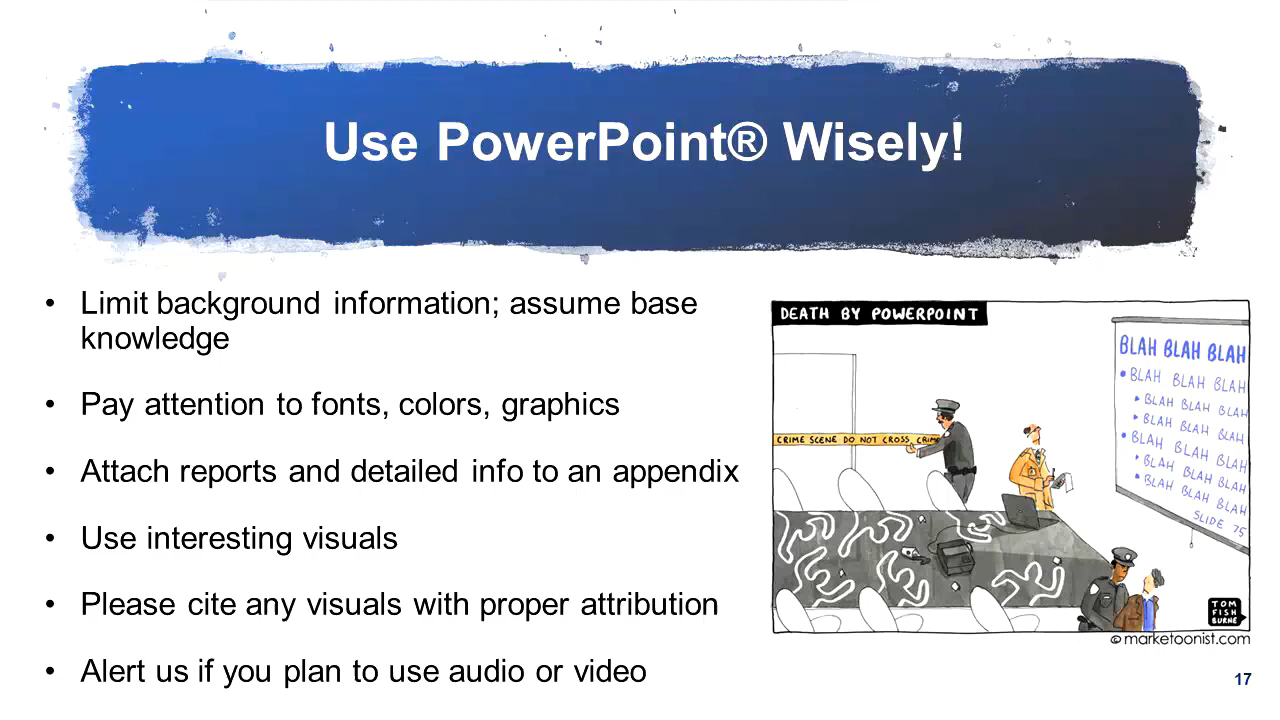 Use PowerPoint® Wisely!
• Limit background information; assume base
knowledge
• Pay attention to fonts, colors, graphics
• Attach reports and detailed info to an appendix
• Use interesting visuals
• Please cite any visuals with proper attribution
• Alert us if you plan to use audio or video
DEATH BY POWERPOINT
BLAH BLAH BLAH
• BLAH BLAH BLAH
• BLAH BLAH BLAH
• BLAH BLAH BLAH
• BLAH BLAH BLAH
• BLAH BLAH BLAH
• BLAH BLAH BLAH
SLIDE 75
CRIME SCENE DO NOT CROSS CRIME
TOM
FISH
BURNE
© marketoonist.com
17